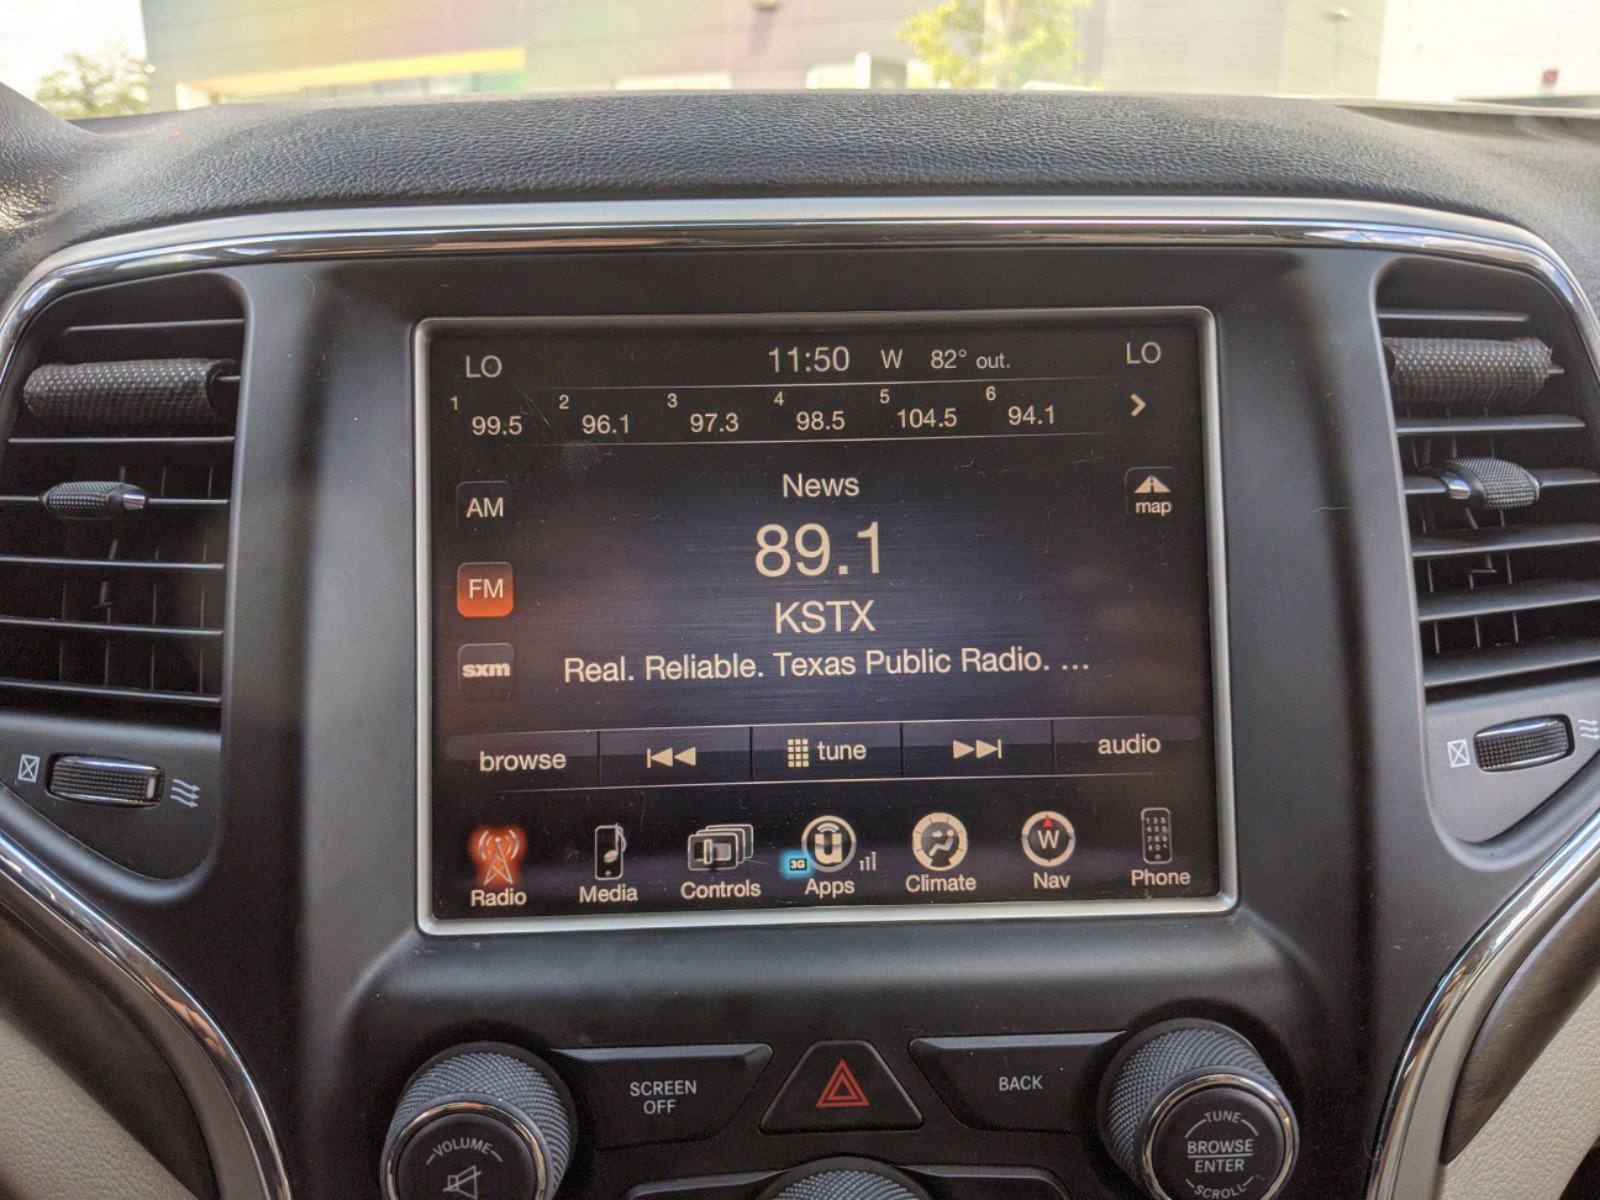 LO 11:50 W 82° out. LO
1 99.5 2 96.1 3 97.3 4 98.5 5 104.5 6 94.1
News
AM
map
89.1
FM
KSTX
sxm
Real. Reliable. Texas Public Radio. ...
browse tune audio
3G
W
Radio Media Controls Apps Climate Nav Phone
SCREEN OFF
BACK
VOLUME
TUNE
BROWSE
ENTER
SCROLL